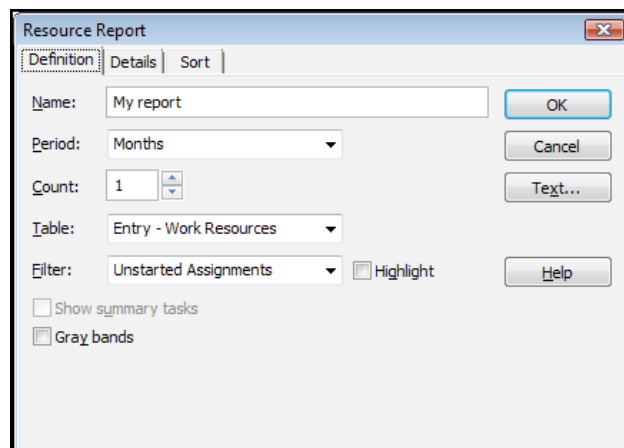 Resource Report
Definition Details Sort
Name: My report OK
Period: Months Cancel
Count: 1 Text...
Table: Entry - Work Resources
Filter: Unstarted Assignments Highlight Help
Show summary tasks
Gray bands